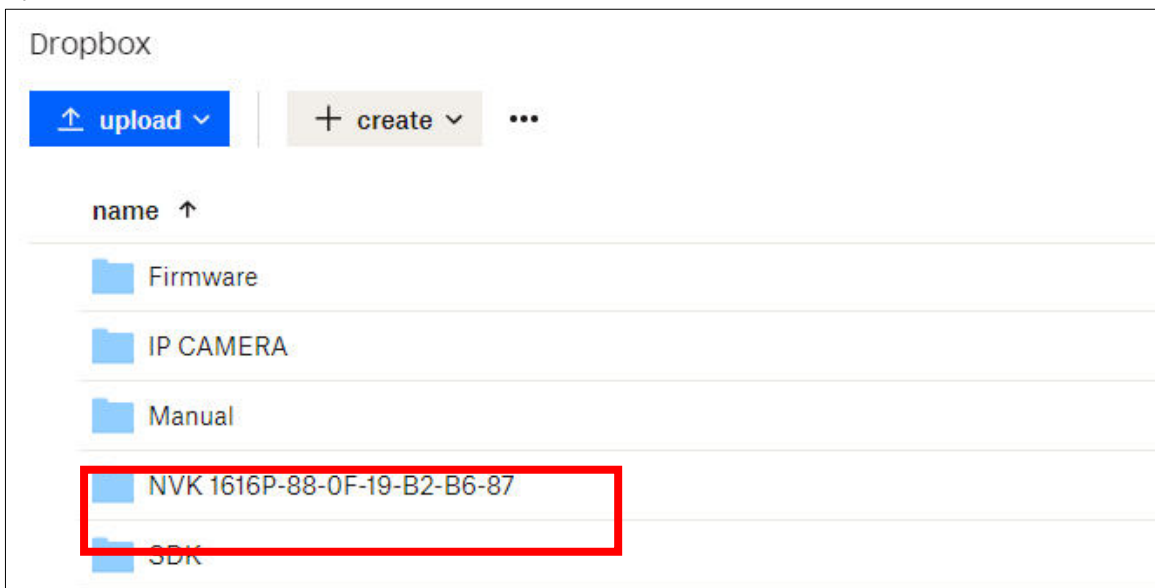 Dropbox
upload + create •••
name ↑
Firmware
IP CAMERA
Manual
NVK 1616P-88-0F-19-B2-B6-87
SDK